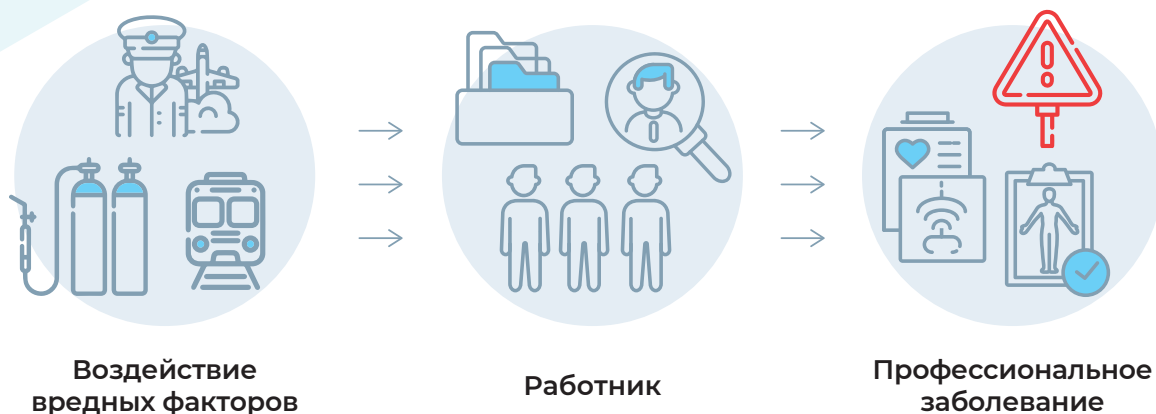 Воздействие
вредных факторов
Работник
Профессиональное
заболевание